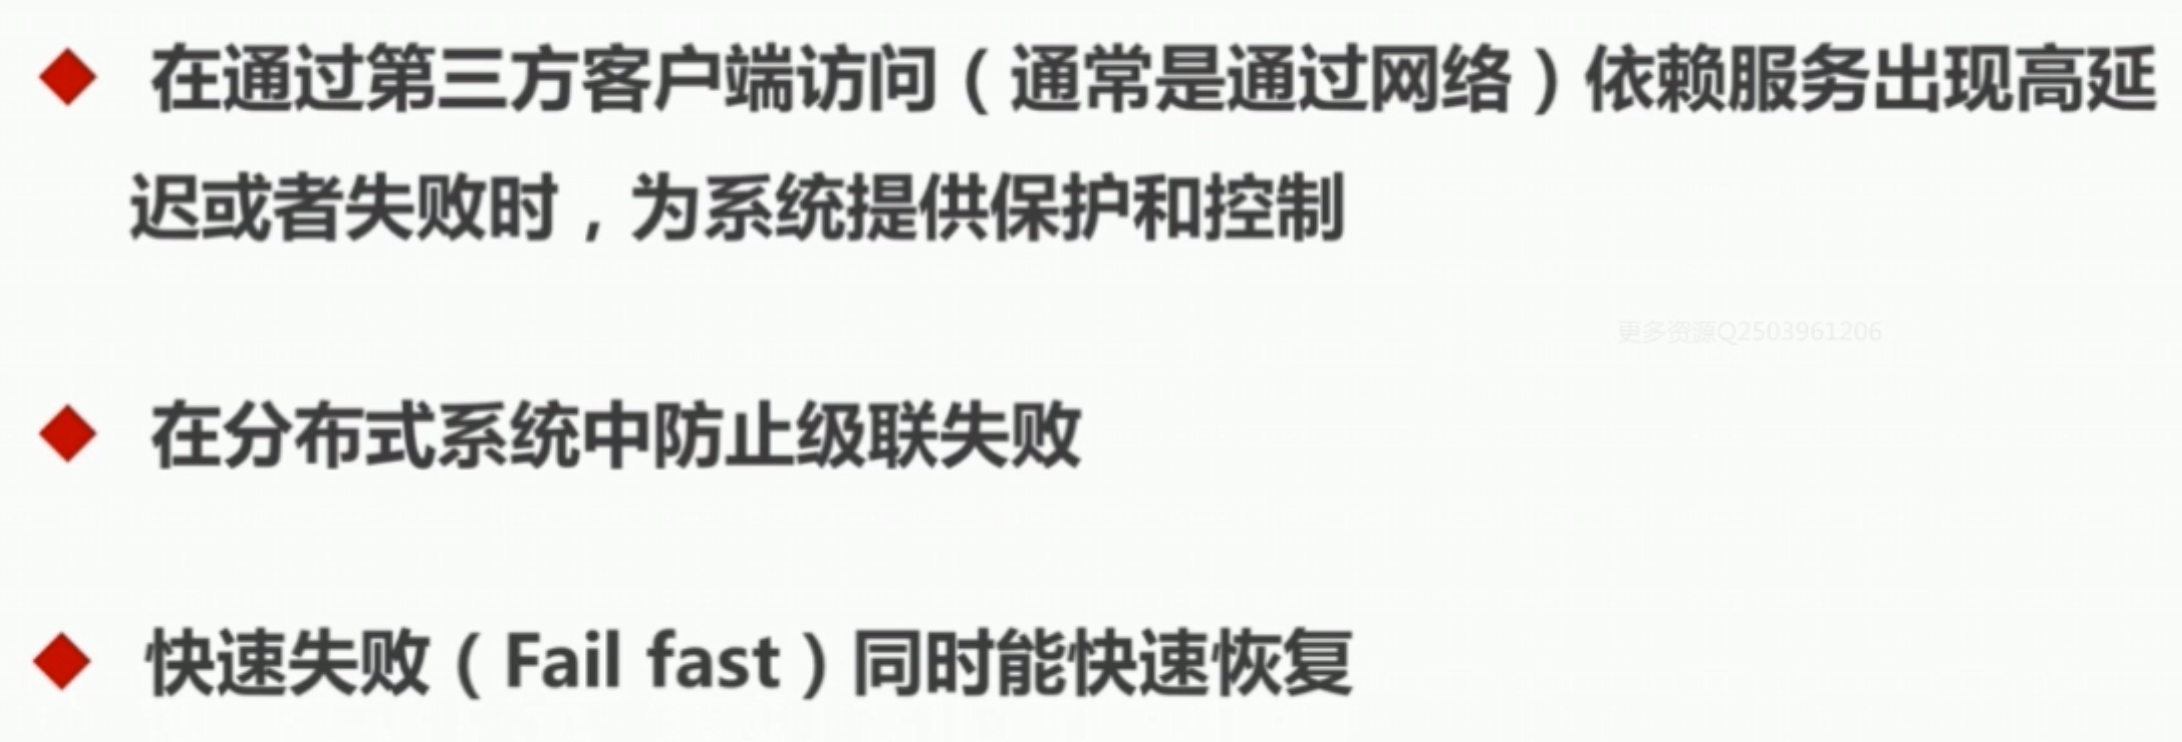 在通过第三方客户端访问（通常是通过网络）依赖服务出现高延
迟或者失败时，为系统提供保护和控制
更多资源Q2503961206
在分布式系统中防止级联失败
快速失败（Fail fast）同时能快速恢复